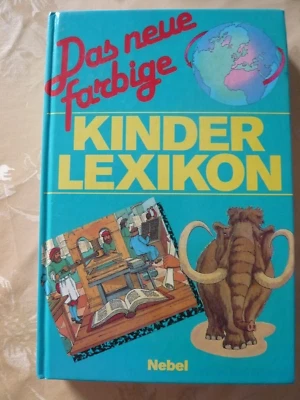 Das neue
farbige
KINDER
LEXIKON
Nebel